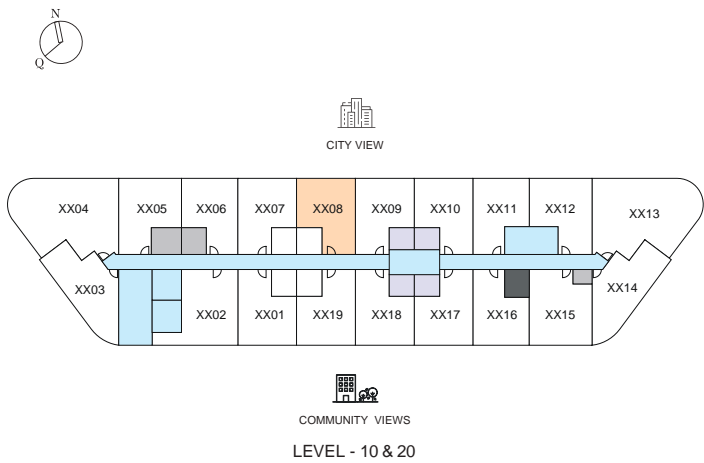 N
Q
CITY VIEW
XX04 XX05 XX06 XX07 XX08 XX09 XX10 XX11 XX12 XX13
XX03 XX02 XX01 XX19 XX18 XX17 XX16 XX15 XX14
COMMUNITY VIEWS
LEVEL - 10 & 20